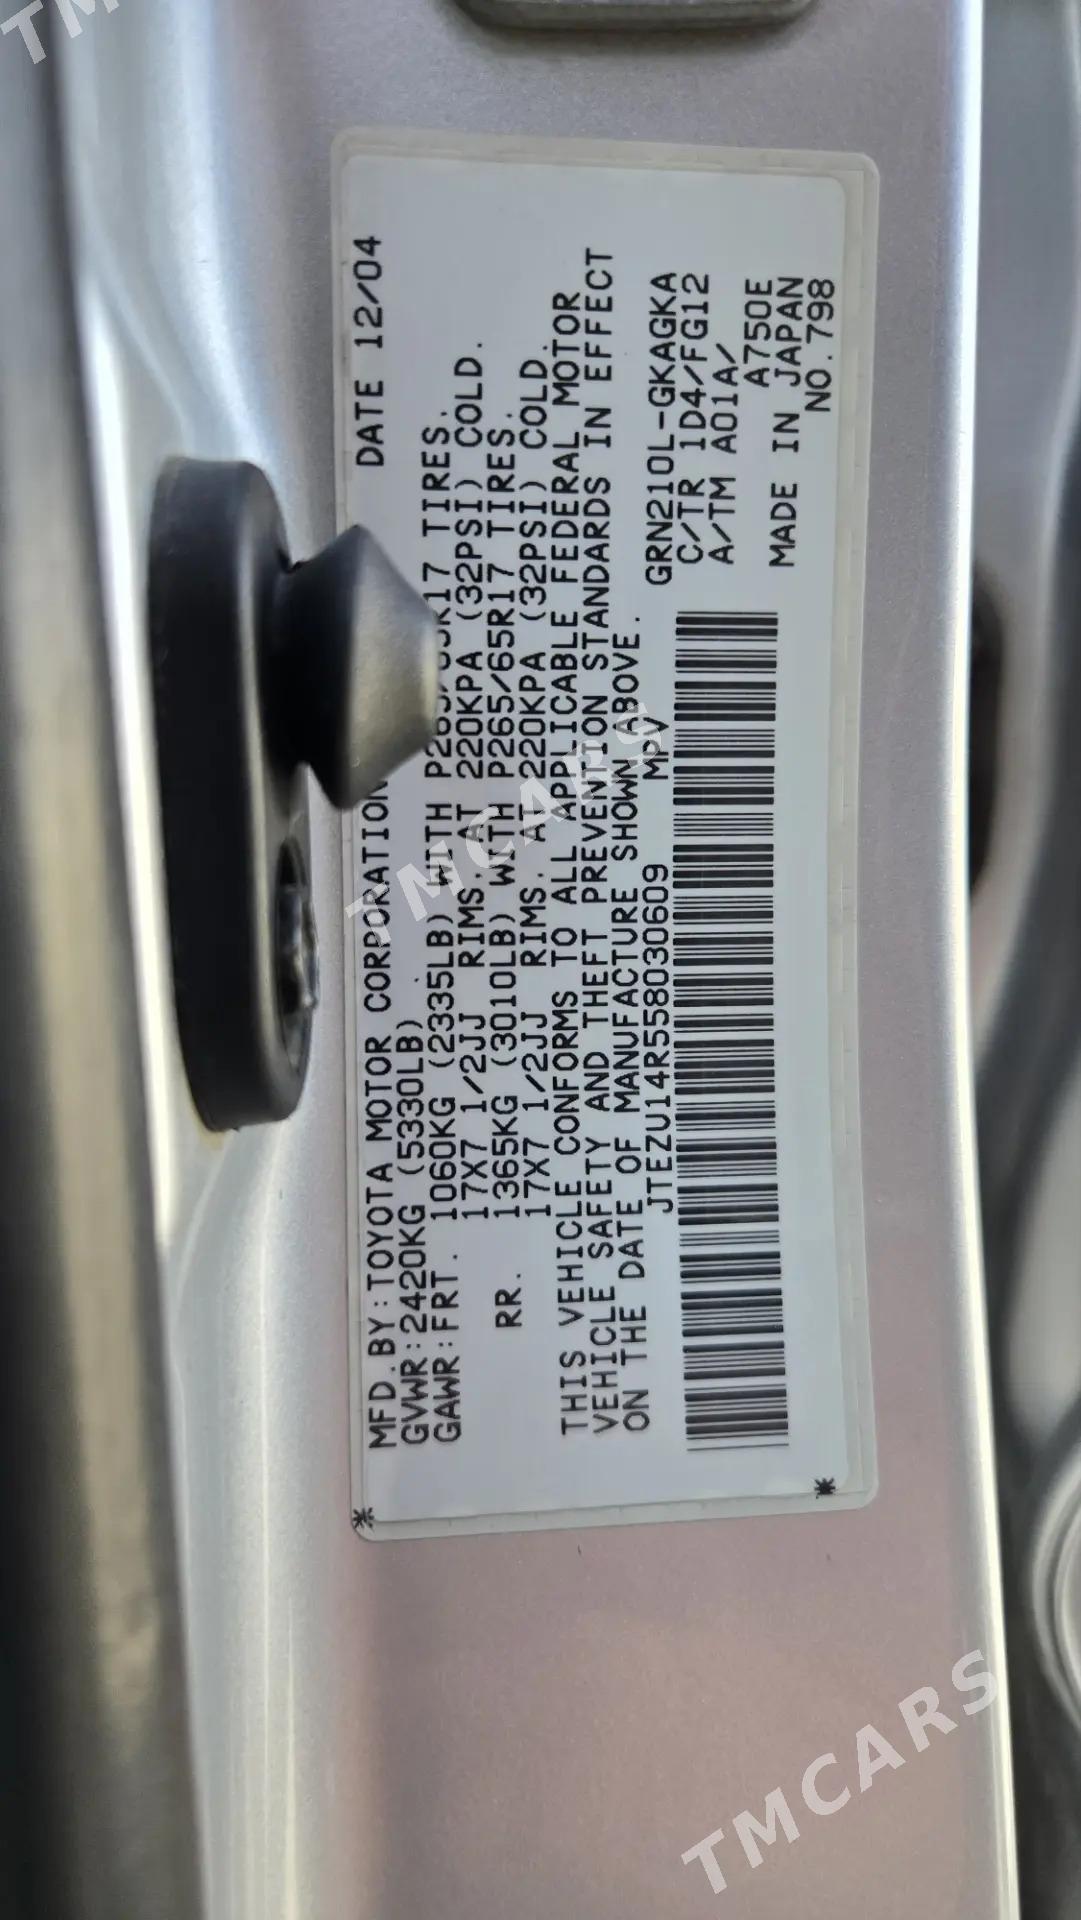 MFD.BY:TOYOTA MOTOR CORPORATION DATE 12/04
GVWR:2420KG (5330LB)
GAWR:FRT. 1060KG (2335LB) WITH TIRES.
17X7 1/2JJ RIMS. AT 220KPA (32PSI) COLD.
RR. 1365KG (3010LB) WITH P265/65R17 TIRES.
17X7 1/2JJ RIMS. AT 220KPA (32PSI) COLD.
THIS VEHICLE CONFORMS TO ALL APPLICABLE FEDERAL MOTOR
VEHICLE SAFETY AND THEFT PREVENTION STANDARDS IN EFFECT
ON THE DATE OF MANUFACTURE SHOWN ABOVE.
JTEZU14R558030609 MPV
GRN210L-GKAGKA
C/TR 1D4/FG12
A/TM A01A/
A750E
MADE IN JAPAN
NO.798
TMCARS
TMCARS